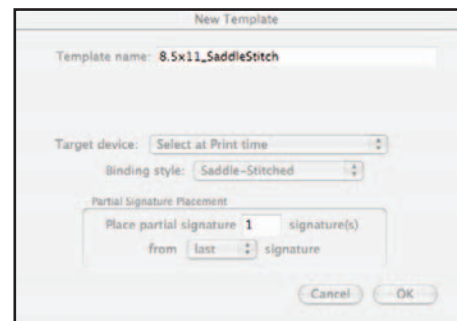 New Template
Template name: 8.5x11_SaddleStitch
Target device: Select at Print time
Binding style: Saddle-Stitched
Partial Signature Placement
Place partial signature 1 signature(s)
from last signature
Cancel OK